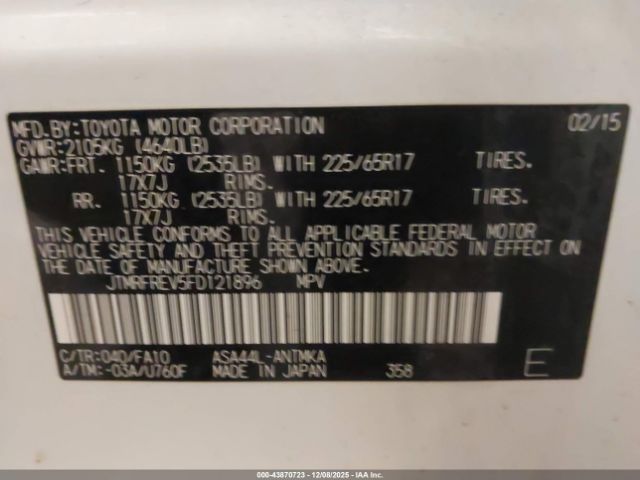 MFD.BY:TOYOTA MOTOR CORPORATION 02/15
GVWR:2105KG (4640LB)
GAWR:FRT. 1150KG (2535LB) WITH 225/65R17 TIRES.
17X7J RIMS.
RR. 1150KG (2535LB) WITH 225/65R17 TIRES.
17X7J RIMS.
THIS VEHICLE CONFORMS TO ALL APPLICABLE FEDERAL MOTOR
VEHICLE SAFETY AND THEFT PREVENTION STANDARDS IN EFFECT ON
THE DATE OF MANUFACTURE SHOWN ABOVE.
JTMRFREV5FD121896 MPV
C/TR:040/FA10 ASA44L-ANTMKA
A/TM:-03A/U760F MADE IN JAPAN 358 E
000-43870723 - 12/08/2025 - IAAI.COM